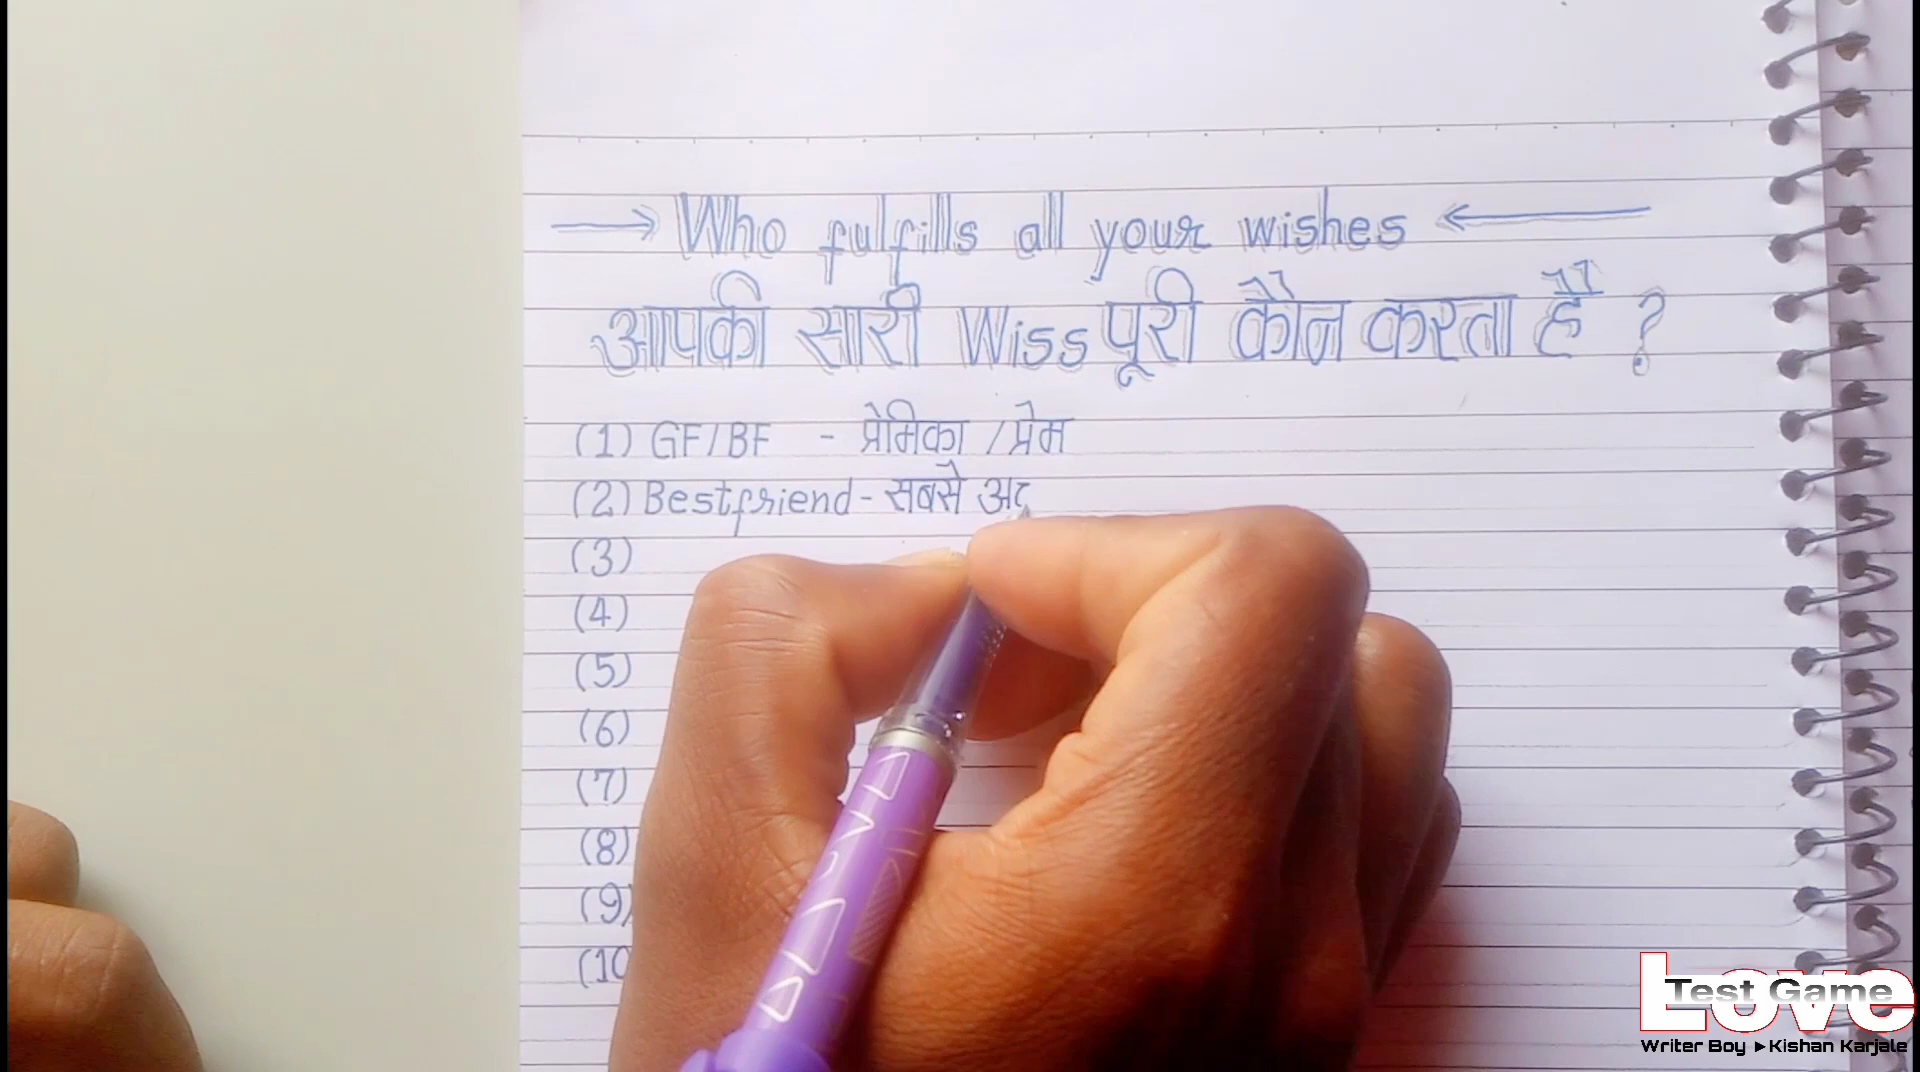 Who fulfills all your wishes
आपकी सारी Wiss पूरी कौन करता है ?
(1) GF/BF - प्रेमिका / प्रेम
(2) Bestfriend - सबसे
(3)
(4)
(5)
(6)
(7)
(8)
(9)
(10
Love
Test Game
Writer Boy ▶ Kishan Karjale